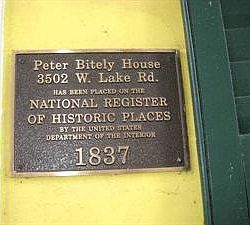 Peter Bitely House
3502 W. Lake Rd.
HAS BEEN PLACED ON THE
NATIONAL REGISTER
OF HISTORIC PLACES
BY THE UNITED STATES
DEPARTMENT OF THE INTERIOR
1837